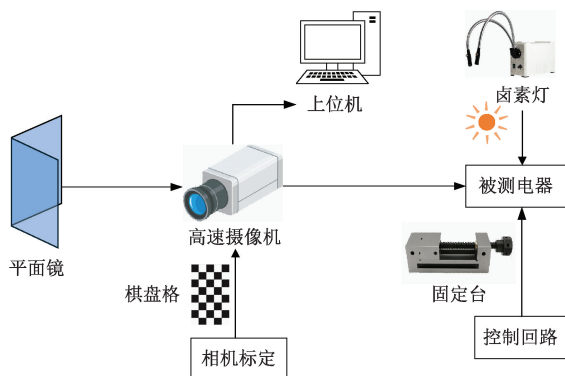 上位机
卤素灯
被测电器
平面镜
高速摄像机
棋盘格
固定台
相机标定
控制回路